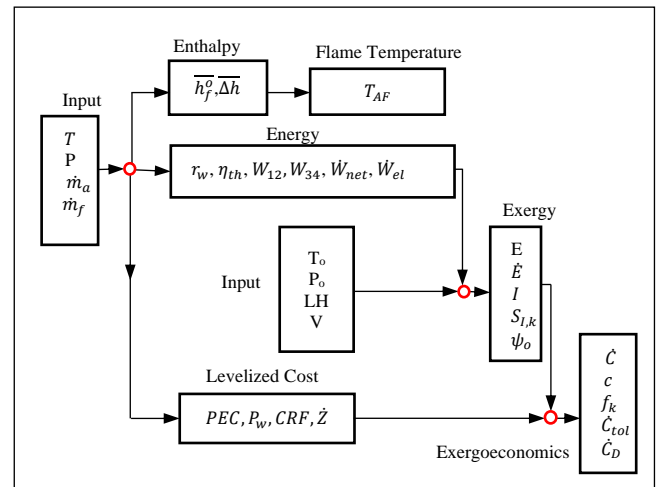 Enthalpy
Flame Temperature
h̅_f^o,Δ̅h̅
T_AF
Input
T
P
ṁ_a
ṁ_f
Energy
r_w, η_th, W_12, W_34, Ẇ_net, Ẇ_el
Exergy
E
Ė
I
S_I,k
ψ_o
Input
T_o
P_o
LH
V
Levelized Cost
PEC, P_w, CRF, Ż
Ċ
c
f_k
Ċ_tol
Ċ_D
Exergoeconomics